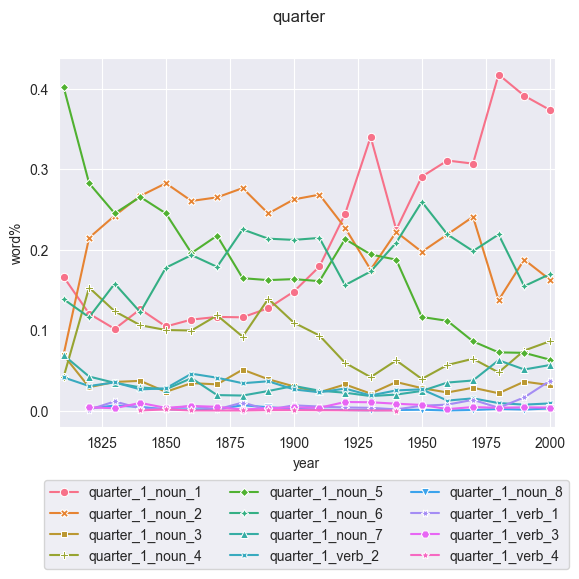 quarter
0.4
0.3
0.2
0.1
0.0
word%
1825 1850 1875 1900 1925 1950 1975 2000
year
quarter_1_noun_1 quarter_1_noun_5 quarter_1_noun_8
quarter_1_noun_2 quarter_1_noun_6 quarter_1_verb_1
quarter_1_noun_3 quarter_1_noun_7 quarter_1_verb_3
quarter_1_noun_4 quarter_1_verb_2 quarter_1_verb_4